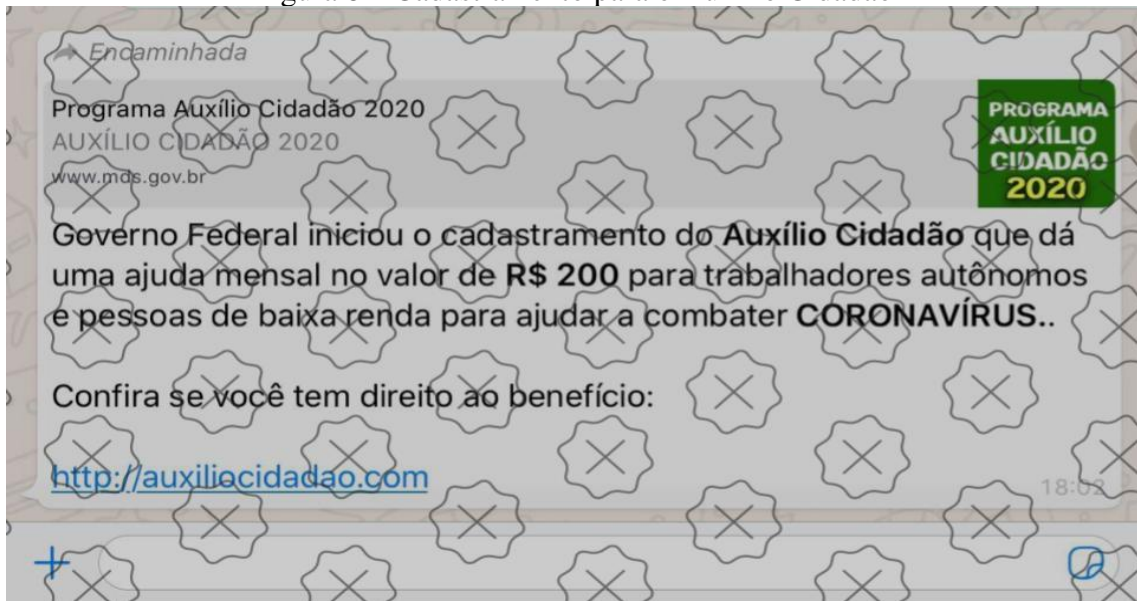 Encaminhada
Programa Auxílio Cidadão 2020
AUXÍLIO CIDADÃO 2020
www.mds.gov.br
PROGRAMA
AUXÍLIO
CIDADÃO
2020
Governo Federal iniciou o cadastramento do Auxílio Cidadão que dá
uma ajuda mensal no valor de R$ 200 para trabalhadores autônomos
e pessoas de baixa renda para ajudar a combater CORONAVÍRUS..
Confira se você tem direito ao benefício:
http://auxiliocidadao.com
18:02